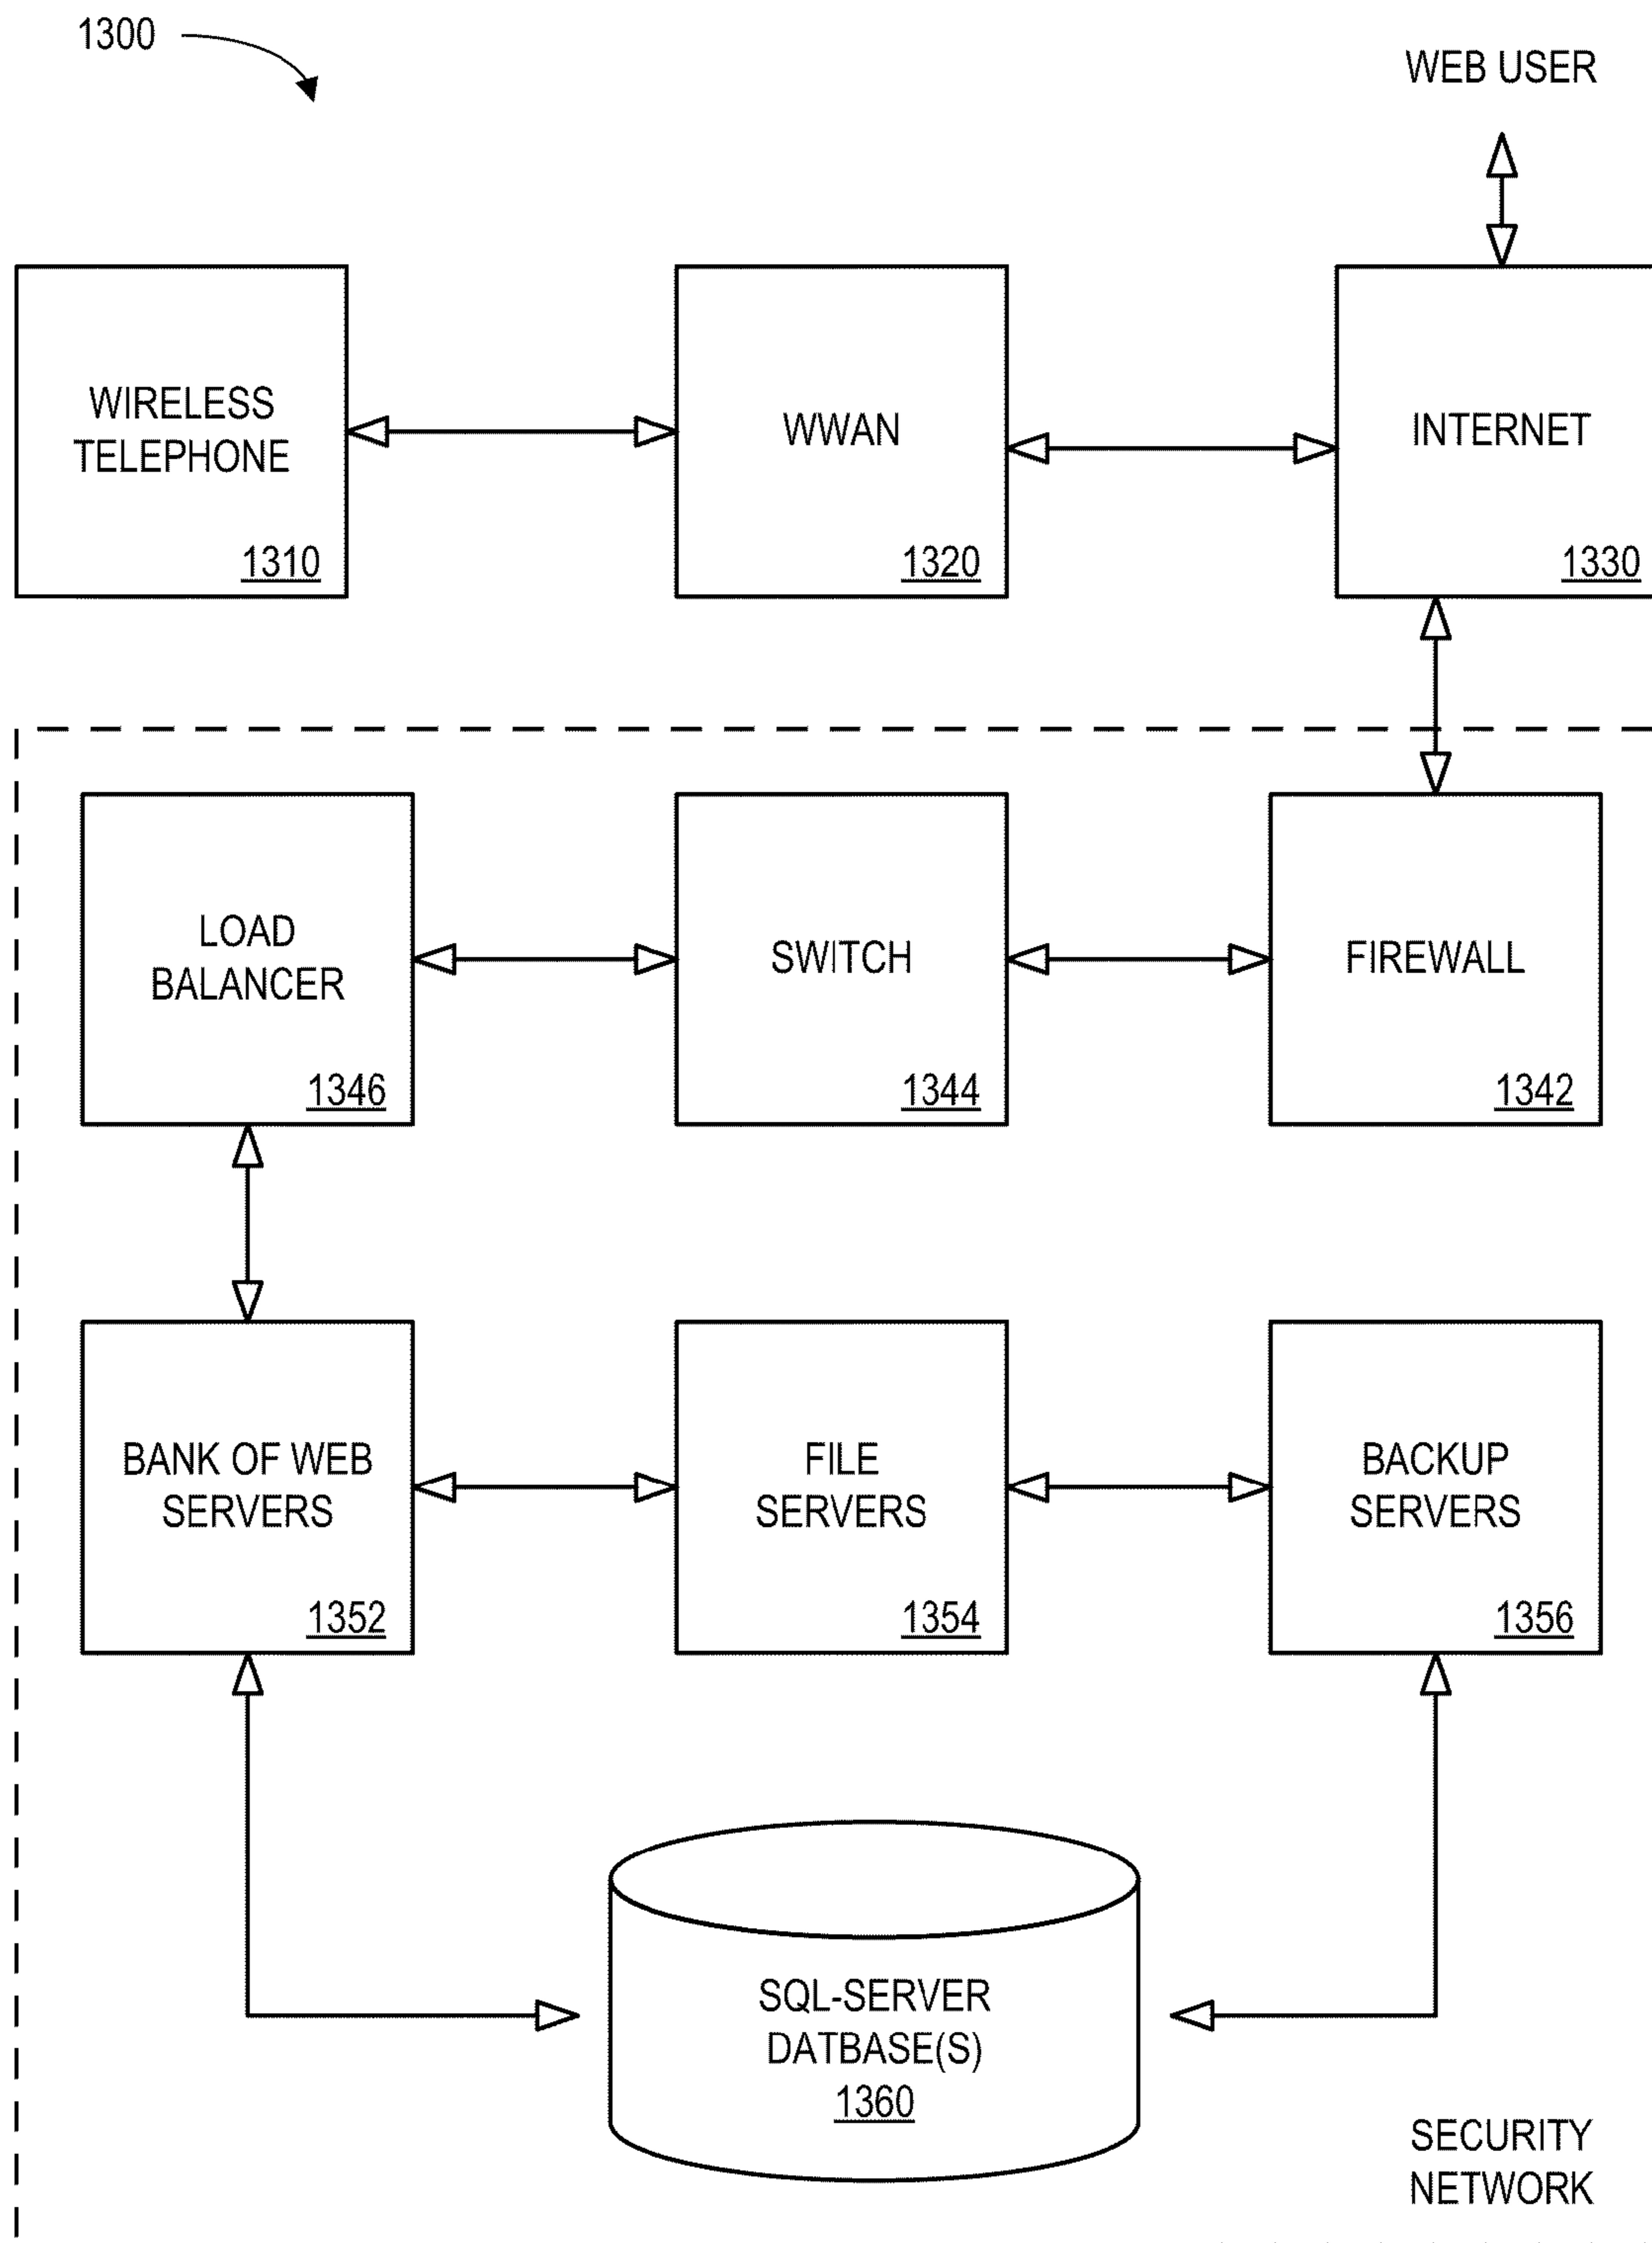 1300
WEB USER
WIRELESS
TELEPHONE
1310
WWAN
1320
INTERNET
1330
LOAD
BALANCER
1346
SWITCH
1344
FIREWALL
1342
BANK OF WEB
SERVERS
1352
FILE
SERVERS
1354
BACKUP
SERVERS
1356
SQL-SERVER
DATBASE(S)
1360
SECURITY
NETWORK